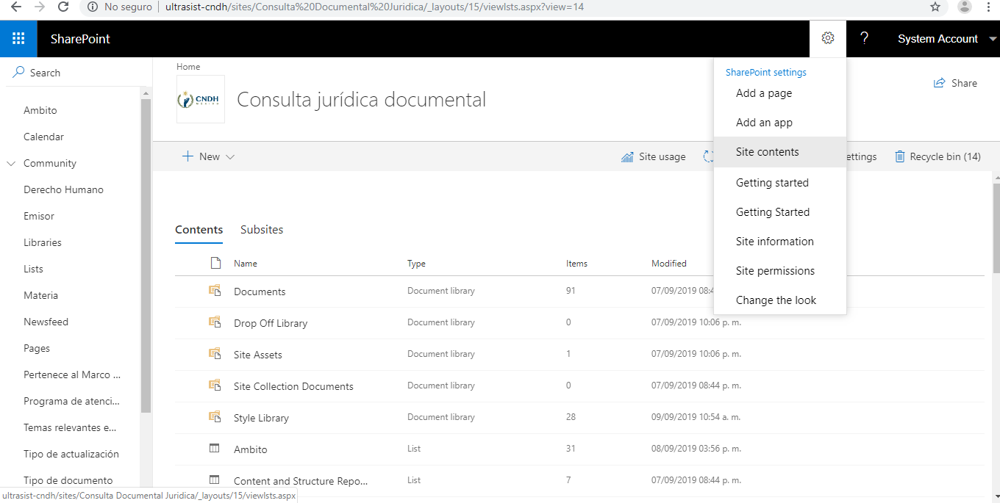 No seguro
ultrasist-cndh/sites/Consulta%20Documental%20Juridica/_layouts/15/viewlsts.aspx?view=14
SharePoint
?
System Account
Search
Ambito
Calendar
Community
Derecho Humano
Emisor
Libraries
Lists
Materia
Newsfeed
Pages
Pertenece al Marco ...
Programa de atenci...
Temas relevantes e...
Tipo de actualización
Tipo de documento
Home
CNDH
MÉXICO
Consulta jurídica documental
Share
SharePoint settings
Add a page
Add an app
Site contents
Getting started
Getting Started
Site information
Site permissions
Change the look
New
Site usage
ettings
Recycle bin (14)
Contents Subsites
Name Type Items Modified
Documents Document library 91 07/09/2019 08:4
Drop Off Library Document library 0 07/09/2019 10:06 p. m.
Site Assets Document library 1 07/09/2019 10:06 p. m.
Site Collection Documents Document library 0 07/09/2019 08:44 p. m.
Style Library Document library 28 09/09/2019 10:54 a. m.
Ambito List 31 08/09/2019 03:56 p. m.
Content and Structure Repo... List 7 07/09/2019 08:44 p. m.
ultrasist-cndh/sites/Consulta Documental Juridica/_layouts/15/viewlsts.aspx